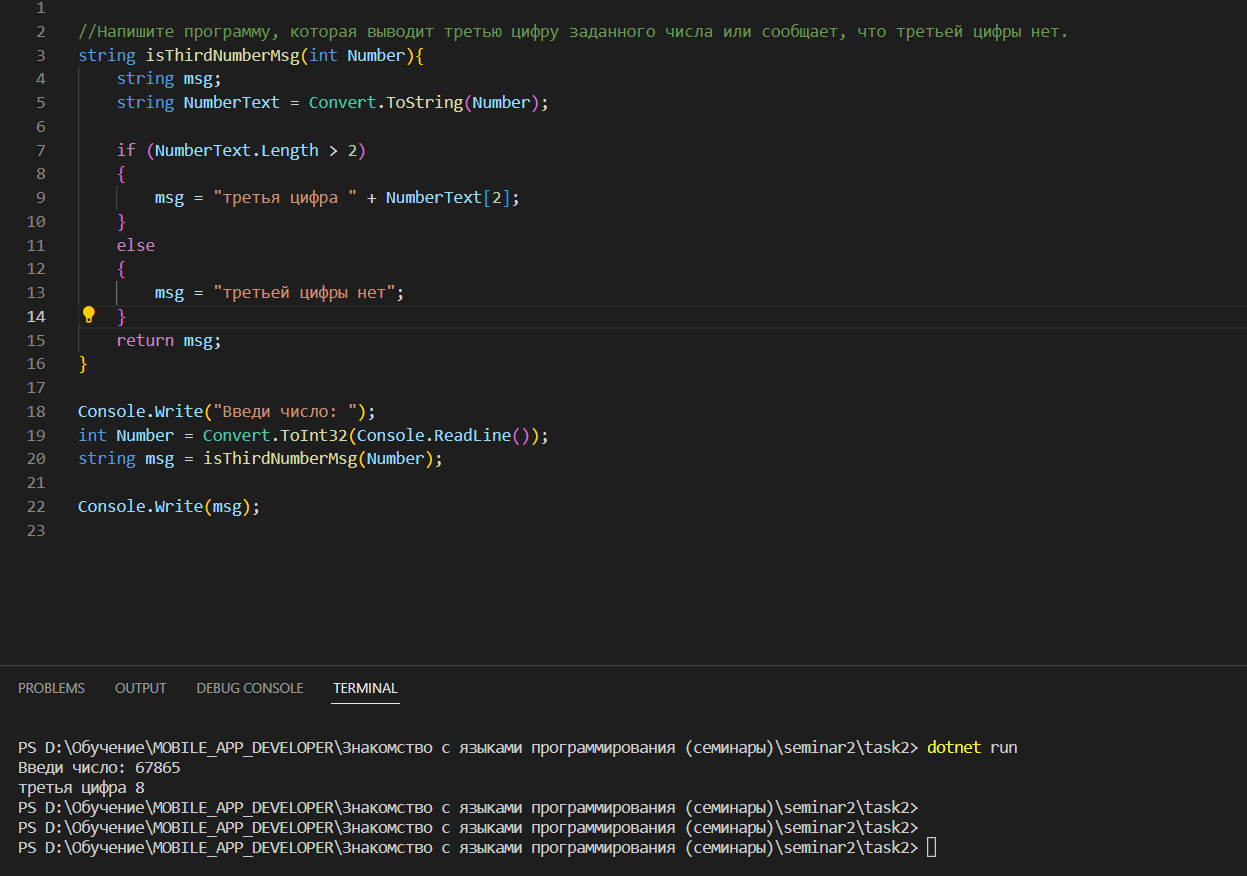 1
2 //Напишите программу, которая выводит третью цифру заданного числа или сообщает, что третьей цифры нет.
3 string isThirdNumberMsg(int Number){
4     string msg;
5     string NumberText = Convert.ToString(Number);
6
7     if (NumberText.Length > 2)
8     {
9         msg = "третья цифра " + NumberText[2];
10     }
11     else
12     {
13         msg = "третьей цифры нет";
14     }
15     return msg;
16 }
17
18 Console.Write("Введи число: ");
19 int Number = Convert.ToInt32(Console.ReadLine());
20 string msg = isThirdNumberMsg(Number);
21
22 Console.Write(msg);
23
PROBLEMS OUTPUT DEBUG CONSOLE TERMINAL
PS D:\Обучение\MOBILE_APP_DEVELOPER\Знакомство с языками программирования (семинары)\seminar2\task2> dotnet run
Введи число: 67865
третья цифра 8
PS D:\Обучение\MOBILE_APP_DEVELOPER\Знакомство с языками программирования (семинары)\seminar2\task2>
PS D:\Обучение\MOBILE_APP_DEVELOPER\Знакомство с языками программирования (семинары)\seminar2\task2>
PS D:\Обучение\MOBILE_APP_DEVELOPER\Знакомство с языками программирования (семинары)\seminar2\task2>